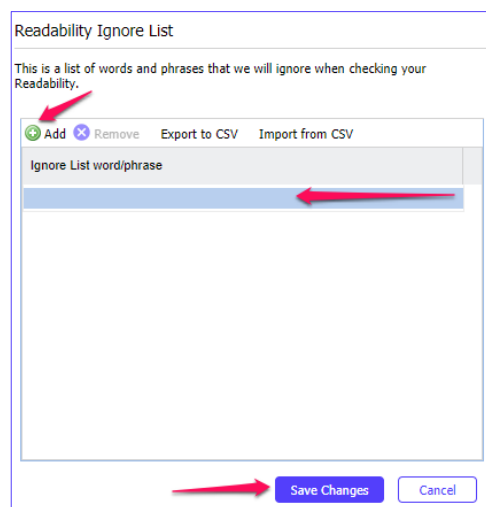 Readability Ignore List
This is a list of words and phrases that we will ignore when checking your
Readability.
Add Remove Export to CSV Import from CSV
Ignore List word/phrase
Save Changes Cancel